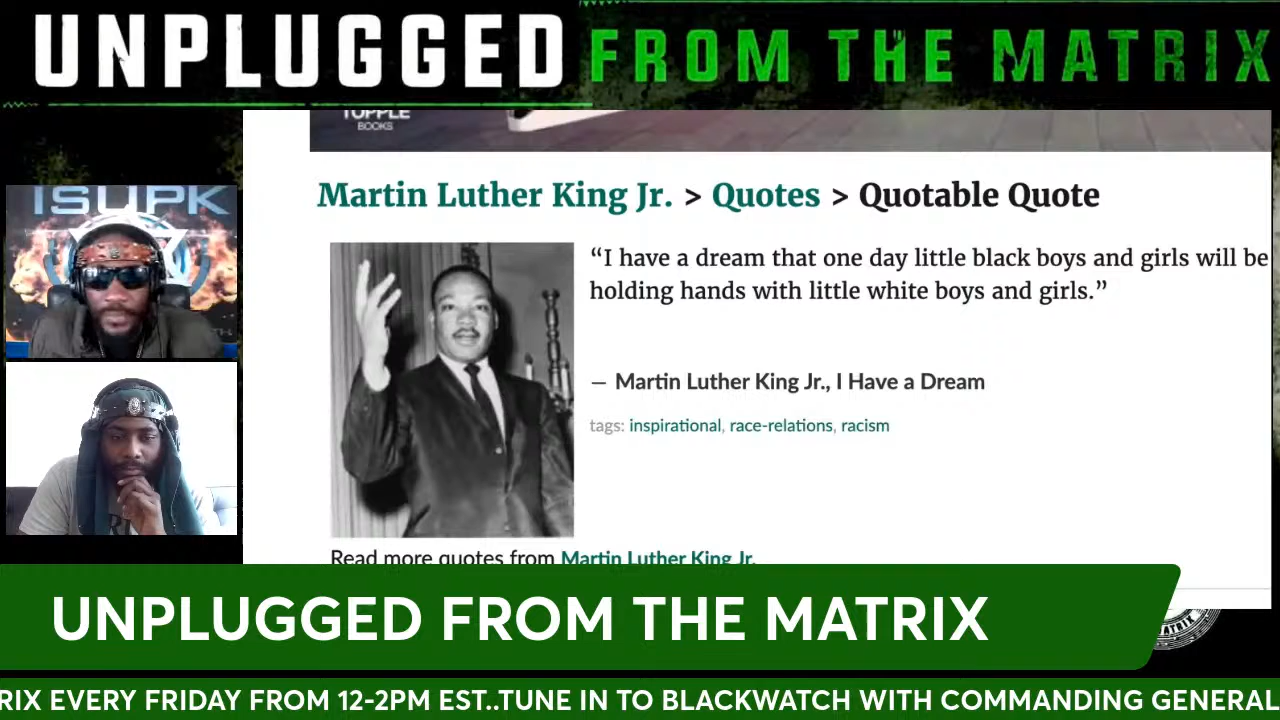 UNPLUGGED FROM THE MATRIX
TOPPLE
BOOKS
ISUPK
Martin Luther King Jr. > Quotes > Quotable Quote
“I have a dream that one day little black boys and girls will be
holding hands with little white boys and girls.”
— Martin Luther King Jr., I Have a Dream
tags: inspirational, race-relations, racism
Read more quotes from Martin Luther King Jr.
UNPLUGGED FROM THE MATRIX
RIX EVERY FRIDAY FROM 12-2PM EST..TUNE IN TO BLACKWATCH WITH COMMANDING GENERAL